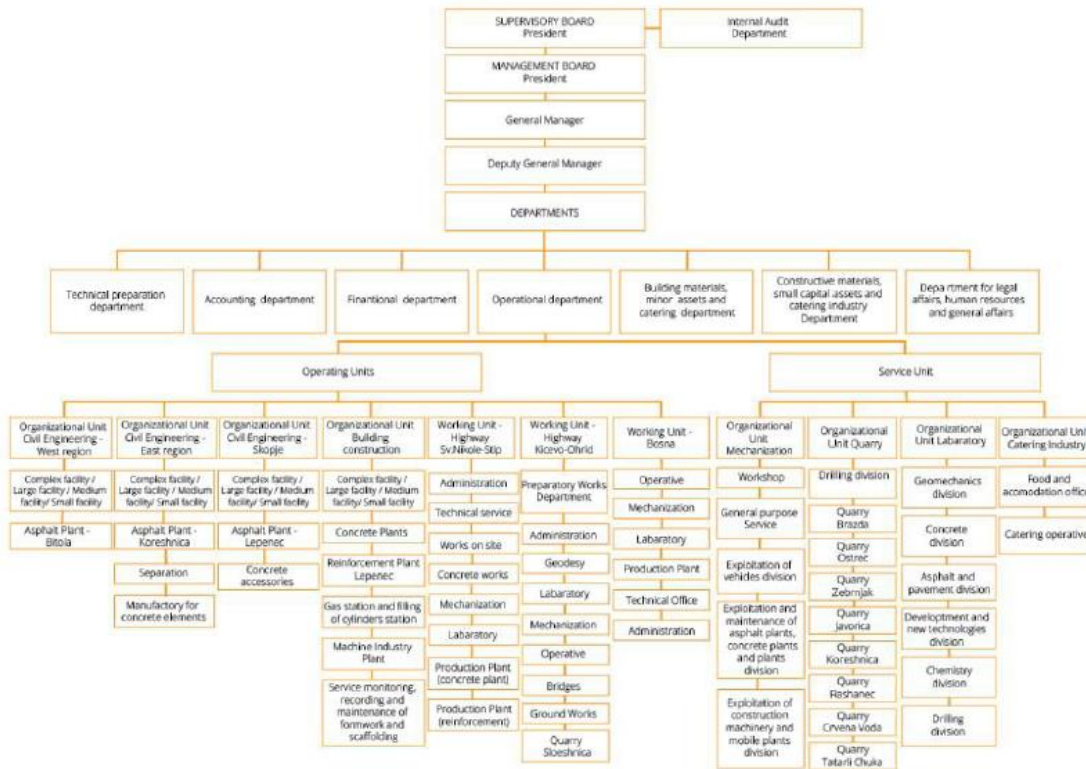 SUPERVISORY BOARD
President
Internal Audit
Department
MANAGEMENT BOARD
President
General Manager
Deputy General Manager
DEPARTMENTS
Technical preparation
department
Accounting department
Finantional department
Operational department
Building materials,
minor assets and
catering, department
Constructive materials,
small capital assets and
catering industry
Department
Department for legal
affairs, human resources
and general affairs
Operating Units
Service Unit
Organizational Unit
Civil Engineering -
West region
Complex facility /
Large facility / Medium
facility/ Small facility
Asphalt Plant -
Bitola
Organizational Unit
Civil Engineering -
East region
Complex facility /
Large facility / Medium
facility/ Small facility
Asphalt Plant -
Koreshnica
Separation
Manufactory for
concrete elements
Organizational Unit
Civil Engineering -
Skopje
Complex facility /
Large facility / Medium
facility/ Small facility
Asphalt Plant -
Lepenec
Concrete
accessories
Organizational Unit
Building
construction
Complex facility /
Large facility / Medium
facility/ Small facility
Concrete Plants
Reinforcement Plant
Lepenec
Gas station and filling
of cylinders station
Machine Industry
Plant
Service monitoring,
recording and
maintenance of
formwork and
scaffolding
Working Unit -
Highway
Sv.Nikole-Stip
Administration
Technical service
Works on site
Concrete works
Mechanization
Labaratory
Production Plant
(concrete plant)
Production Plant
(reinforcement)
Working Unit -
Highway
Kicevo-Ohrid
Preparatory Works
Department
Administration
Geodesy
Labaratory
Mechanization
Operative
Bridges
Ground Works
Quarry
Sloeshnica
Working Unit -
Bosna
Operative
Mechanization
Labaratory
Production Plant
Technical Office
Administration
Organizational
Unit
Mechanization
Workshop
General purpose
Service
Exploitation of
vehicles division
Exploitation and
maintenance of
asphalt plants,
concrete plants
and plants
division
Exploitation of
construction
machinery and
mobile plants
division
Organizational
Unit Quarry
Drilling division
Quarry
Brazda
Quarry
Ostrec
Quarry
Zebrnjak
Quarry
Javorica
Quarry
Koreshnica
Quarry
Rashanec
Quarry
Crvena Voda
Quarry
Tatarli Chuka
Organizational
Unit Labaratory
Geomechanics
division
Concrete
division
Asphalt and
pavement division
Developtment and
new technologies
division
Chemistry
division
Drilling
division
Organizational Unit
Catering Industry
Food and
acomodation office
Catering operative